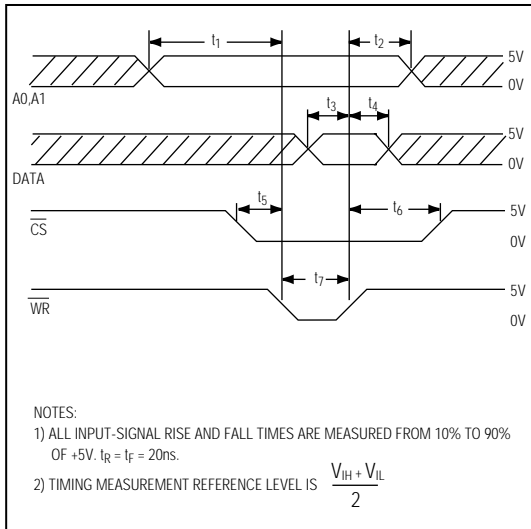 t1
t2
5V
0V
A0,A1
t3
t4
5V
0V
DATA
t5
t6
5V
CS
0V
t7
5V
WR
0V
NOTES:
1) ALL INPUT-SIGNAL RISE AND FALL TIMES ARE MEASURED FROM 10% TO 90%
OF +5V. tR = tF = 20ns.
2) TIMING MEASUREMENT REFERENCE LEVEL IS VIH + VIL
2